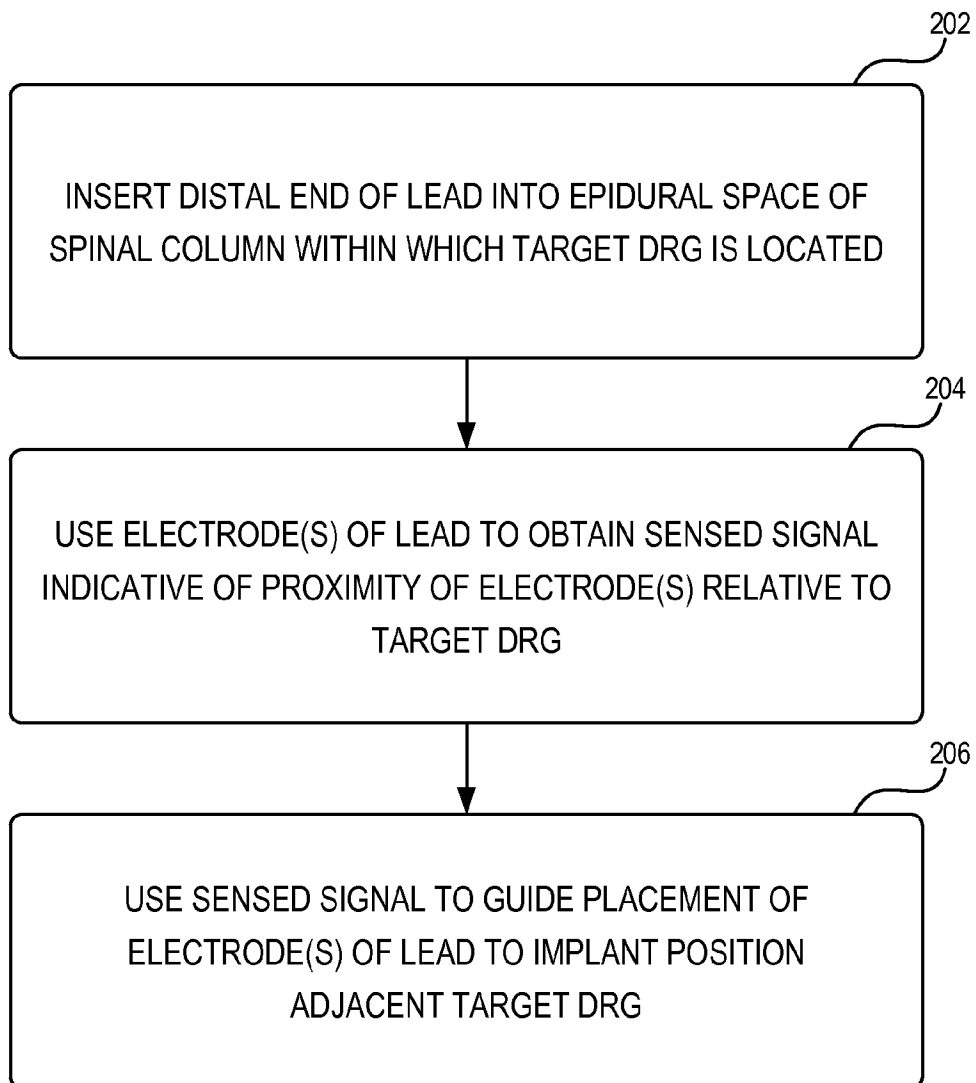 202
INSERT DISTAL END OF LEAD INTO EPIDURAL SPACE OF
SPINAL COLUMN WITHIN WHICH TARGET DRG IS LOCATED
204
USE ELECTRODE(S) OF LEAD TO OBTAIN SENSED SIGNAL
INDICATIVE OF PROXIMITY OF ELECTRODE(S) RELATIVE TO
TARGET DRG
206
USE SENSED SIGNAL TO GUIDE PLACEMENT OF
ELECTRODE(S) OF LEAD TO IMPLANT POSITION
ADJACENT TARGET DRG